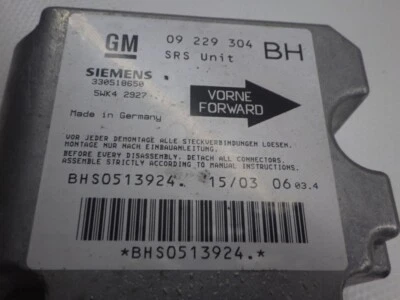 GM 09 229 304 BH
SRS Unit
SIEMENS
330518650
5WK4 2927
VORNE
FORWARD
Made in Germany
VOR JEDER DEMONTAGE ALLE STECKVERBINDUNGEN LOESEN.
MONTAGE NUR NACH EINBAUANLEITUNG.
BEFORE EVERY DISASSEMBLY, DETACH ALL CONNECTORS.
ASSEMBLE STRICTLY ACCORDING TO MANUAL INSTRUCTIONS.
BHS0513924. 15/03 06 03.4
*BHS0513924.*